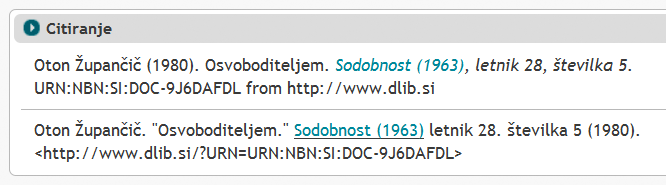 Citiranje
Oton Župančič (1980). Osvoboditeljem. Sodobnost (1963), letnik 28, številka 5.
URN:NBN:SI:DOC-9J6DAFDL from http://www.dlib.si
Oton Župančič. "Osvoboditeljem." Sodobnost (1963) letnik 28. številka 5 (1980).
<http://www.dlib.si/?URN=URN:NBN:SI:DOC-9J6DAFDL>